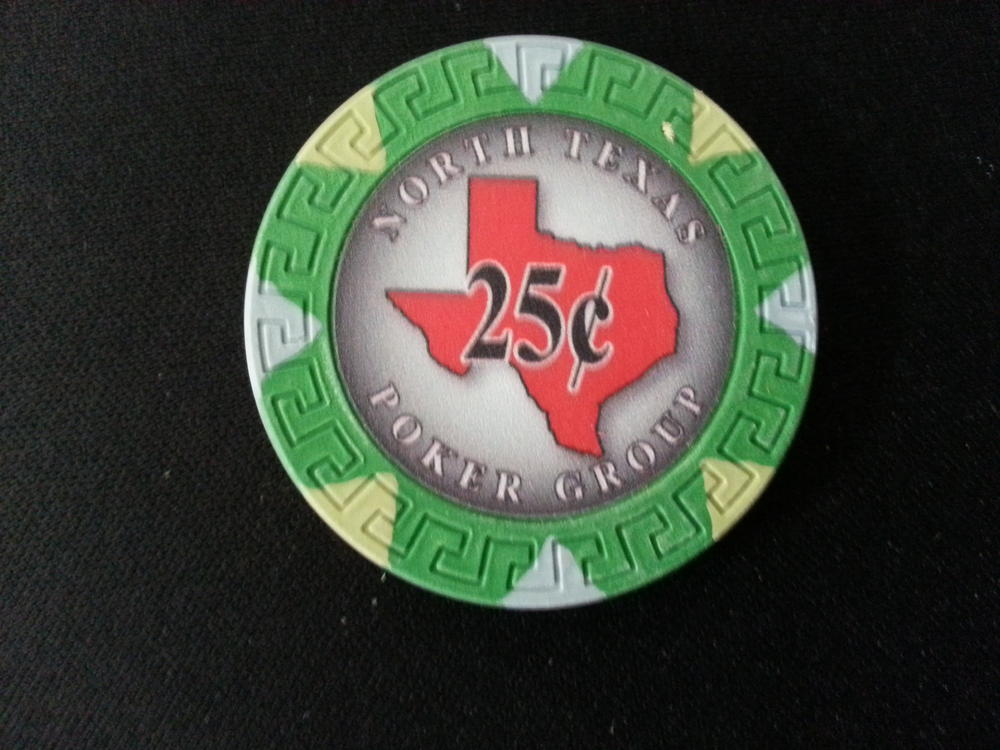 NORTH TEXAS
25¢
POKER GROUP